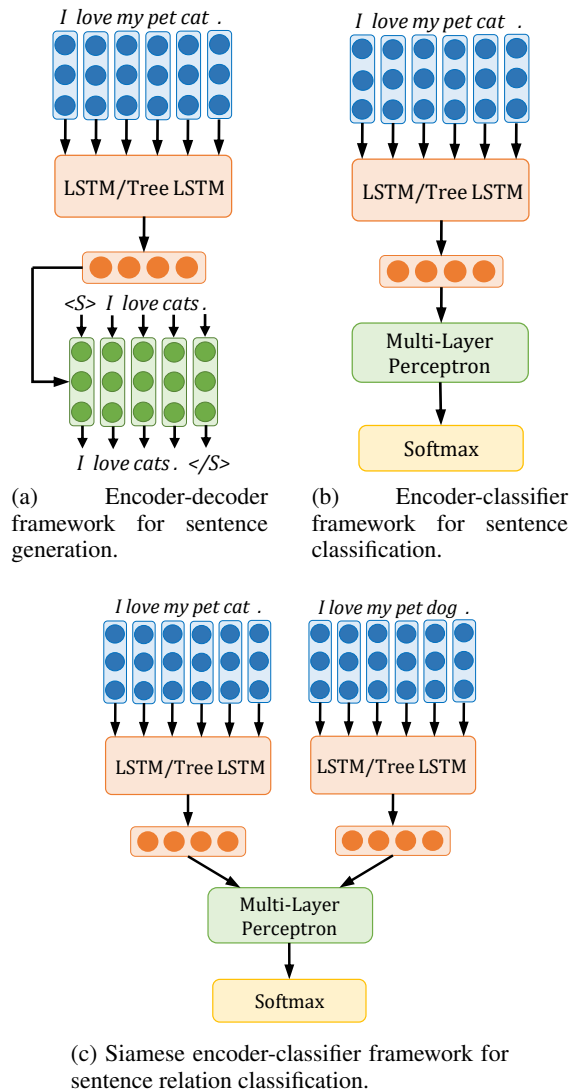 I love my pet cat .
LSTM/Tree LSTM
<S> I love cats .
I love cats . </S>
(a) Encoder-decoder
framework for sentence
generation.
I love my pet cat .
LSTM/Tree LSTM
Multi-Layer
Perceptron
Softmax
(b) Encoder-classifier
framework for sentence
classification.
I love my pet cat .
I love my pet dog .
LSTM/Tree LSTM
LSTM/Tree LSTM
Multi-Layer
Perceptron
Softmax
(c) Siamese encoder-classifier framework for
sentence relation classification.